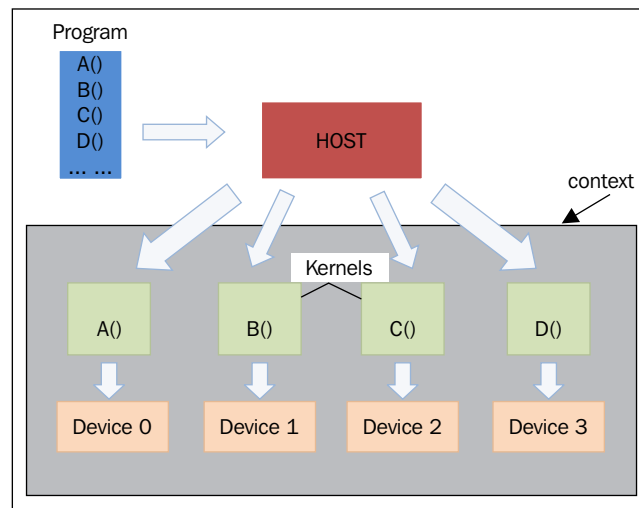 Program
A()
B()
C()
D()
... ...
HOST
context
Kernels
A()
B()
C()
D()
Device 0
Device 1
Device 2
Device 3